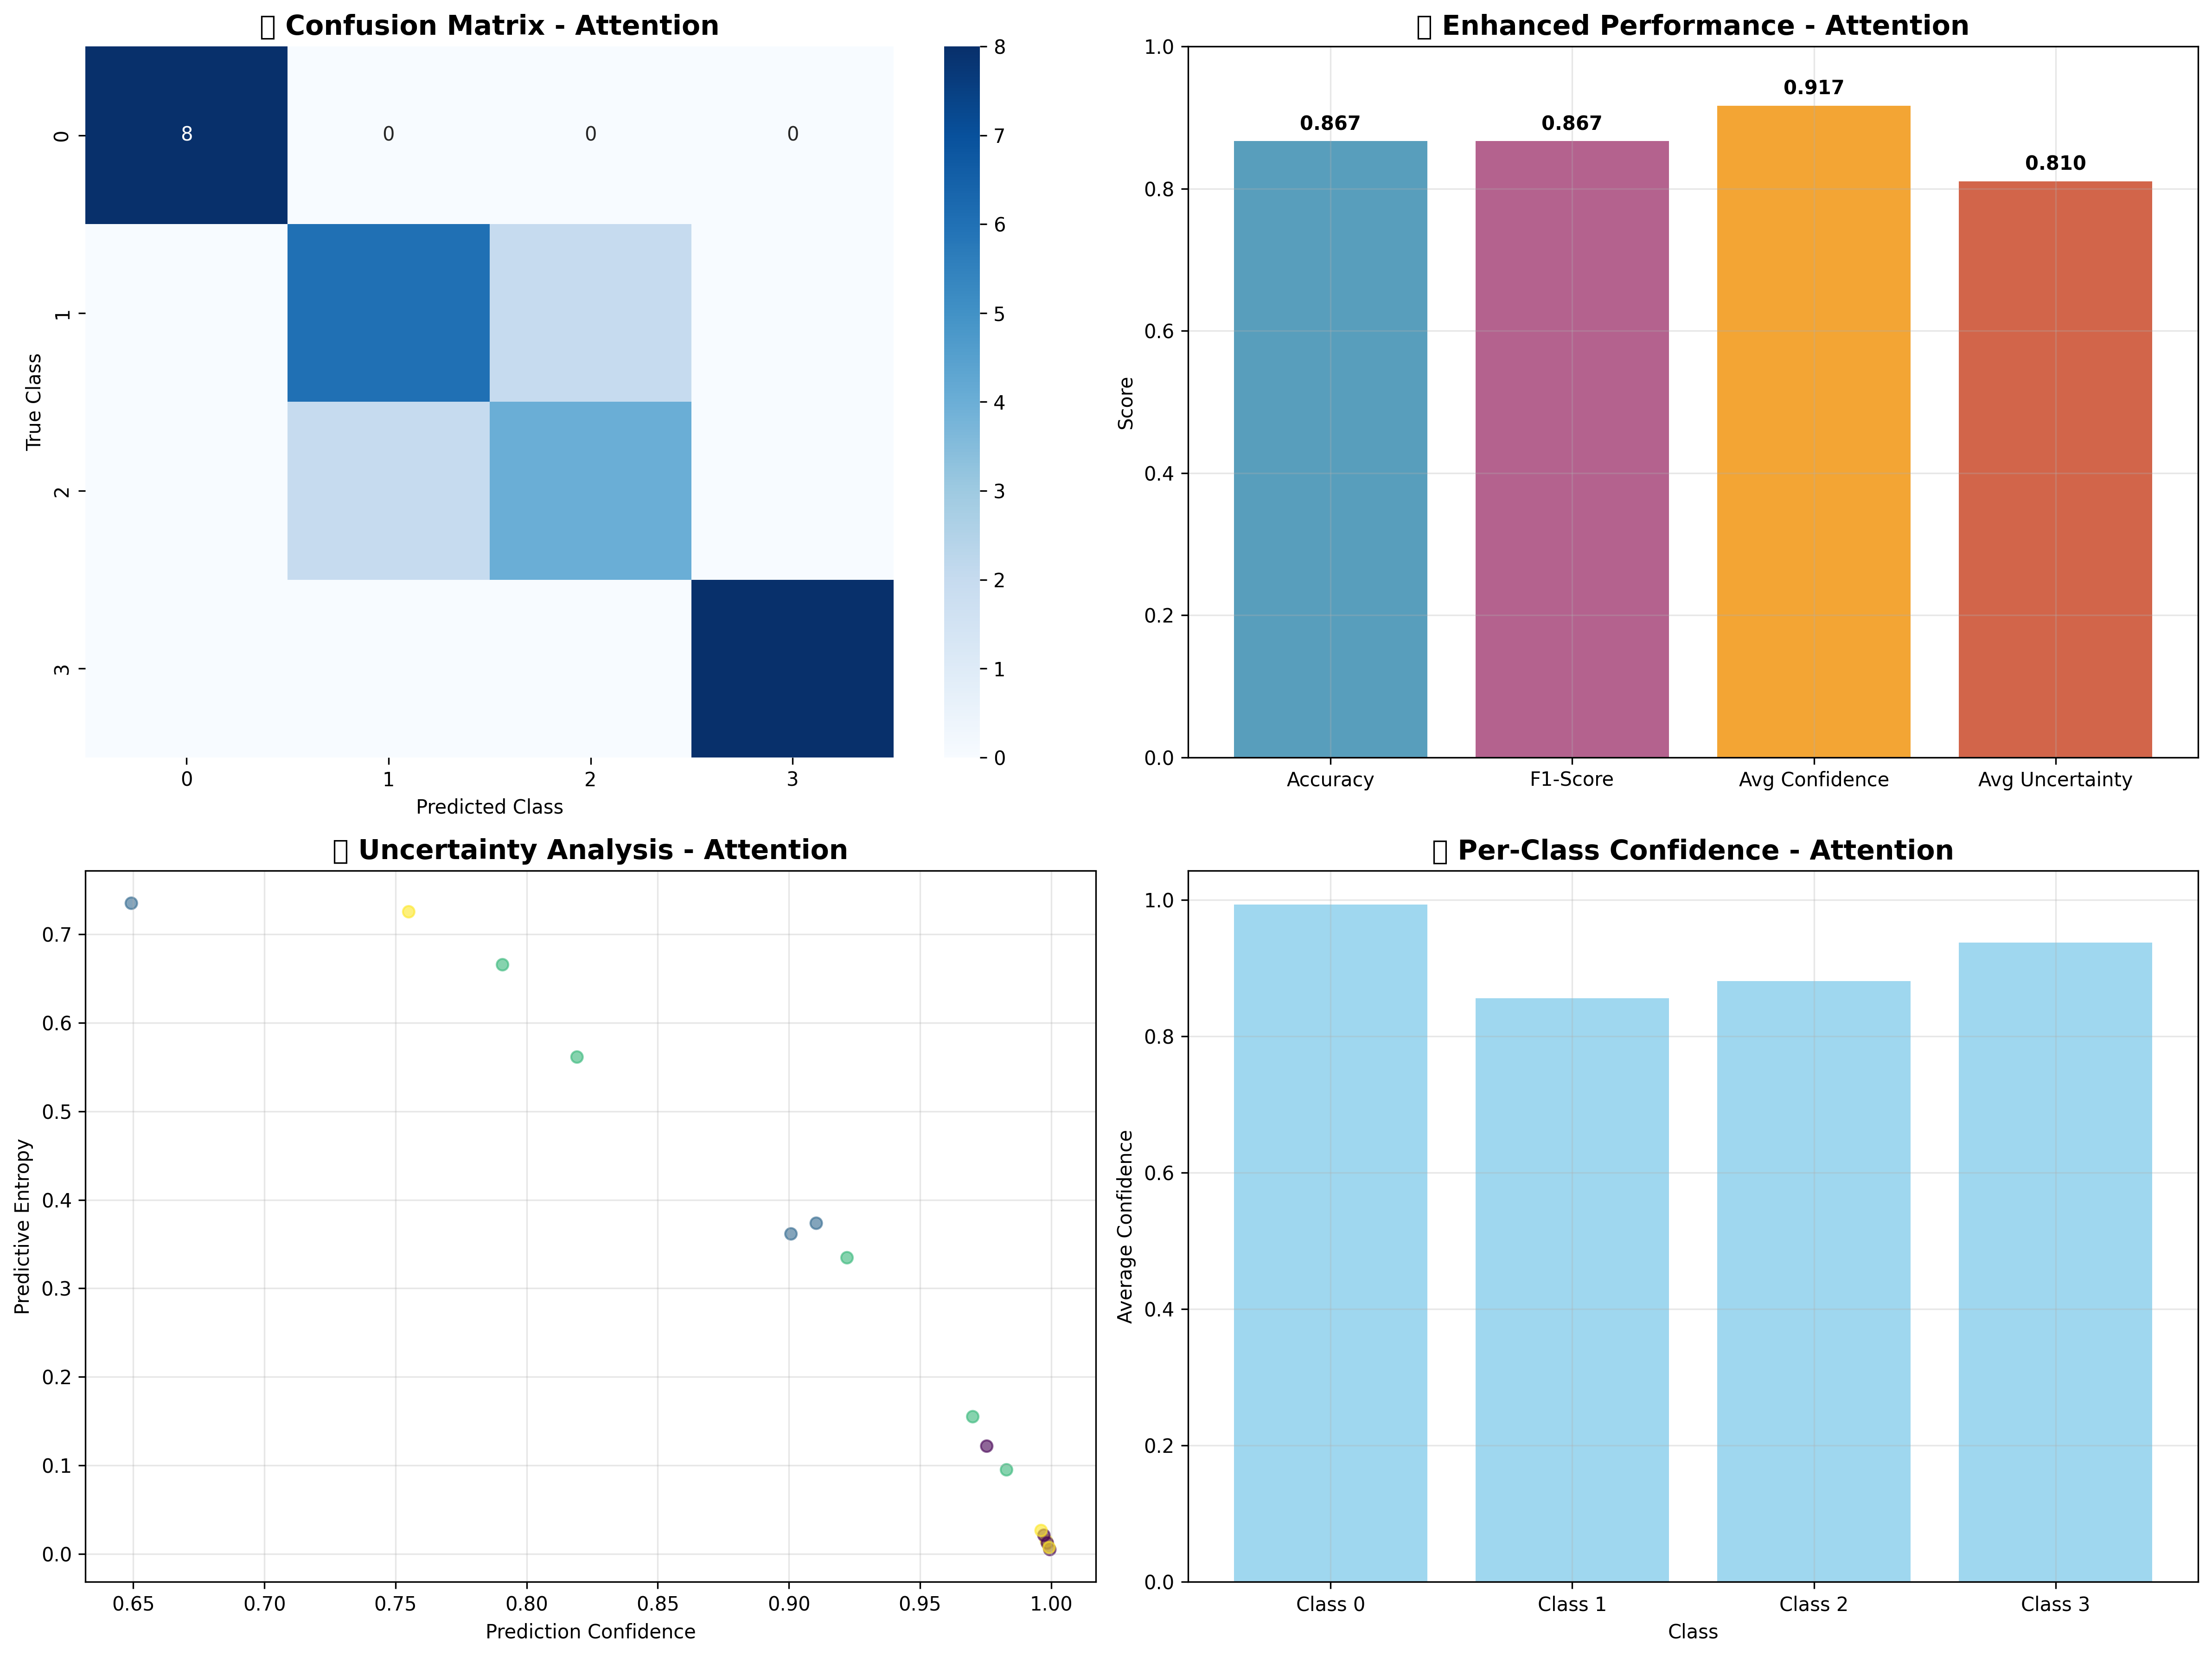 ▯ Confusion Matrix - Attention
8 0 0 0
0
1
2
3
True Class
0 1 2 3
Predicted Class
8
7
6
5
4
3
2
1
0
▯ Enhanced Performance - Attention
1.0
0.8
0.6
0.4
0.2
0.0
Score
0.867 0.867 0.917 0.810
Accuracy F1-Score Avg Confidence Avg Uncertainty
▯ Uncertainty Analysis - Attention
0.7
0.6
0.5
0.4
0.3
0.2
0.1
0.0
Predictive Entropy
0.65 0.70 0.75 0.80 0.85 0.90 0.95 1.00
Prediction Confidence
▯ Per-Class Confidence - Attention
1.0
0.8
0.6
0.4
0.2
0.0
Average Confidence
Class 0 Class 1 Class 2 Class 3
Class